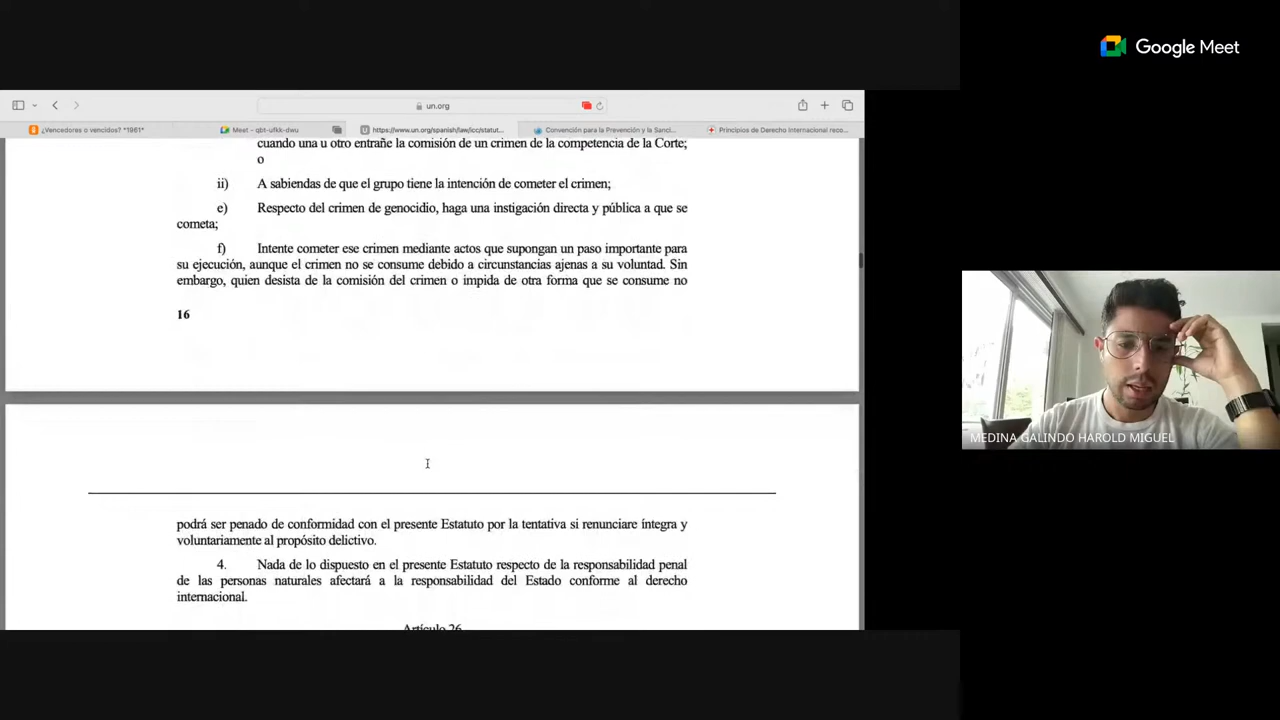 Google Meet
un.org
¿Vencedores o vencidos? *1961*
Meet - qbt-ufkk-dwu
https://www.un.org/spanish/law/icc/statut...
Convención para la Prevención y la Sanci...
Principios de Derecho Internacional reco...
cuando una u otro entrañe la comisión de un crimen de la competencia de la Corte;
o
ii) A sabiendas de que el grupo tiene la intención de cometer el crimen;
e) Respecto del crimen de genocidio, haga una instigación directa y pública a que se
cometa;
f) Intente cometer ese crimen mediante actos que supongan un paso importante para
su ejecución, aunque el crimen no se consume debido a circunstancias ajenas a su voluntad. Sin
embargo, quien desista de la comisión del crimen o impida de otra forma que se consume no
16
podrá ser penado de conformidad con el presente Estatuto por la tentativa si renunciare íntegra y
voluntariamente al propósito delictivo.
4. Nada de lo dispuesto en el presente Estatuto respecto de la responsabilidad penal
de las personas naturales afectará a la responsabilidad del Estado conforme al derecho
internacional.
Artículo 26
MEDINA GALINDO HAROLD MIGUEL